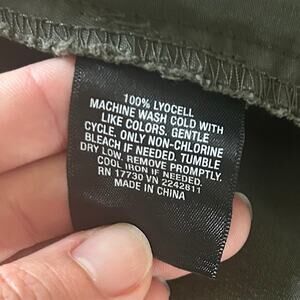 100% LYOCELL
MACHINE WASH COLD WITH
LIKE COLORS. GENTLE
CYCLE. ONLY NON-CHLORINE
BLEACH IF NEEDED. TUMBLE
DRY LOW. REMOVE PROMPTLY.
COOL IRON IF NEEDED.
RN 17730 VN 2242811
MADE IN CHINA